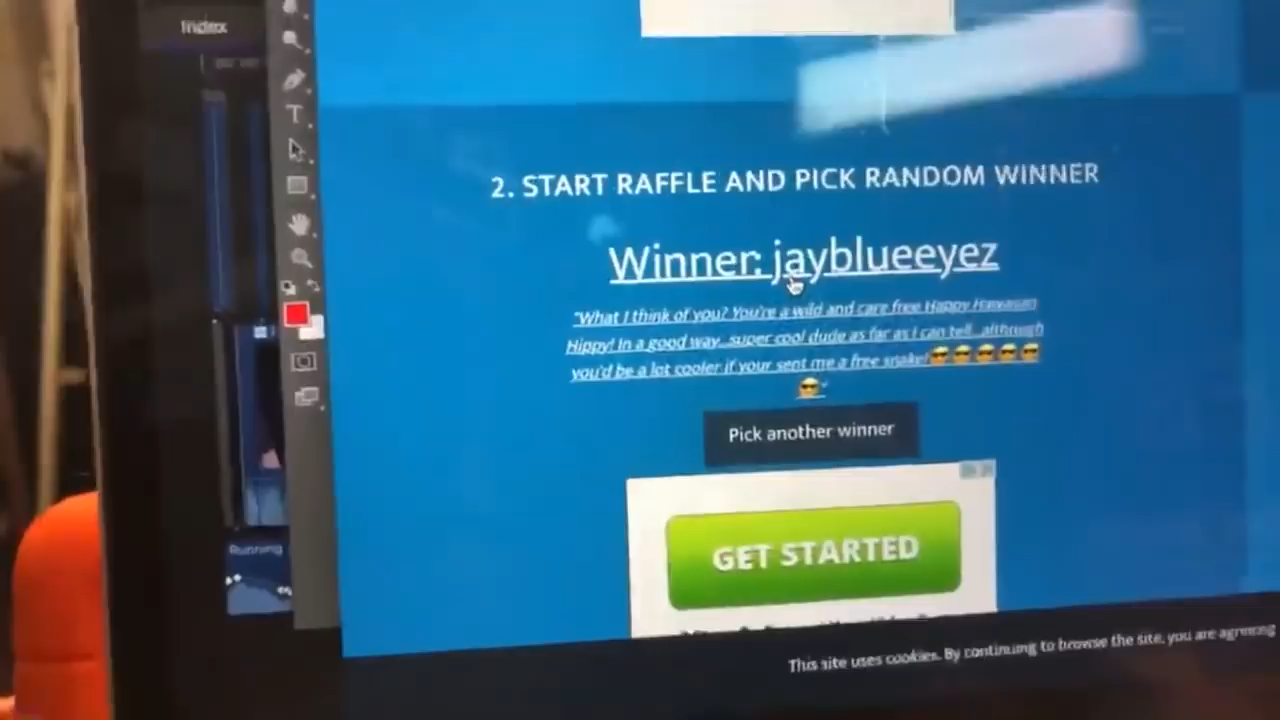 Index
2. START RAFFLE AND PICK RANDOM WINNER
Winner: jayblueeyez
"What I think of you? You're a wild and care free Happy Hawaiian
Hippy! In a good way...super cool dude as far as I can tell...although
you'd be a lot cooler if your sent me a free snake!😎😎😎😎😎
😎"
Pick another winner
GET STARTED
Running
This site uses cookies. By continuing to browse the site, you are agreeing